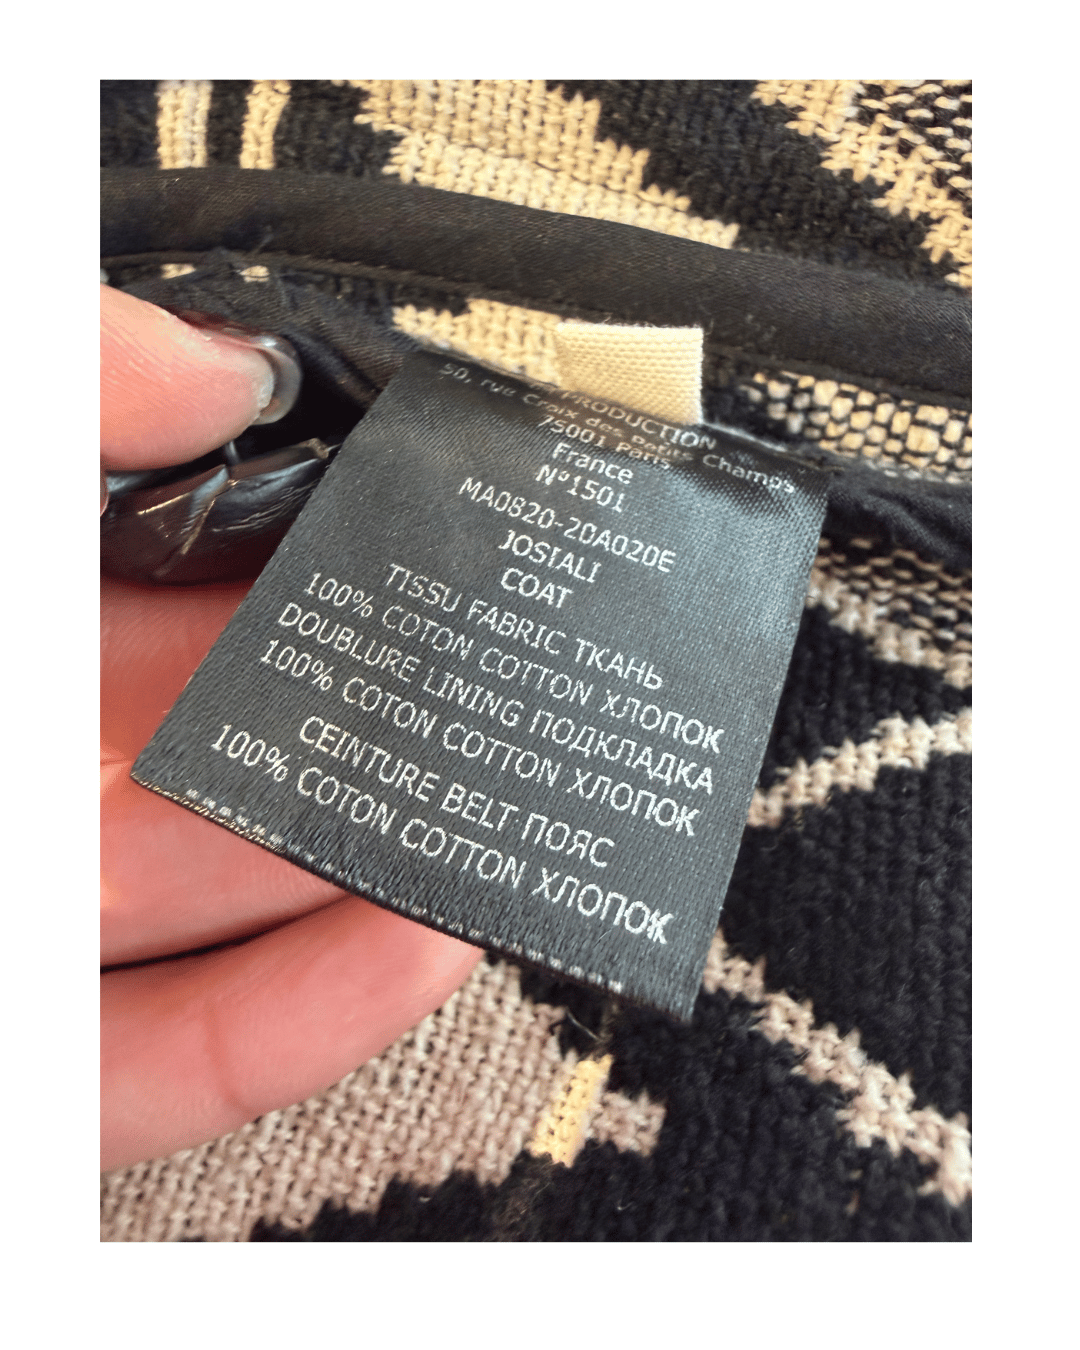 PRODUCTION
50, rue Croix des Petits Champs
75001 Paris
France
N°1501
MA0820-20A020E
JOSIALI
COAT
TISSU FABRIC ТКАНЬ
100% COTON COTTON ХЛОПОК
DOUBLURE LINING ПОДКЛАДКА
100% COTON COTTON ХЛОПОК
CEINTURE BELT ПОЯС
100% COTON COTTON ХЛОПОК